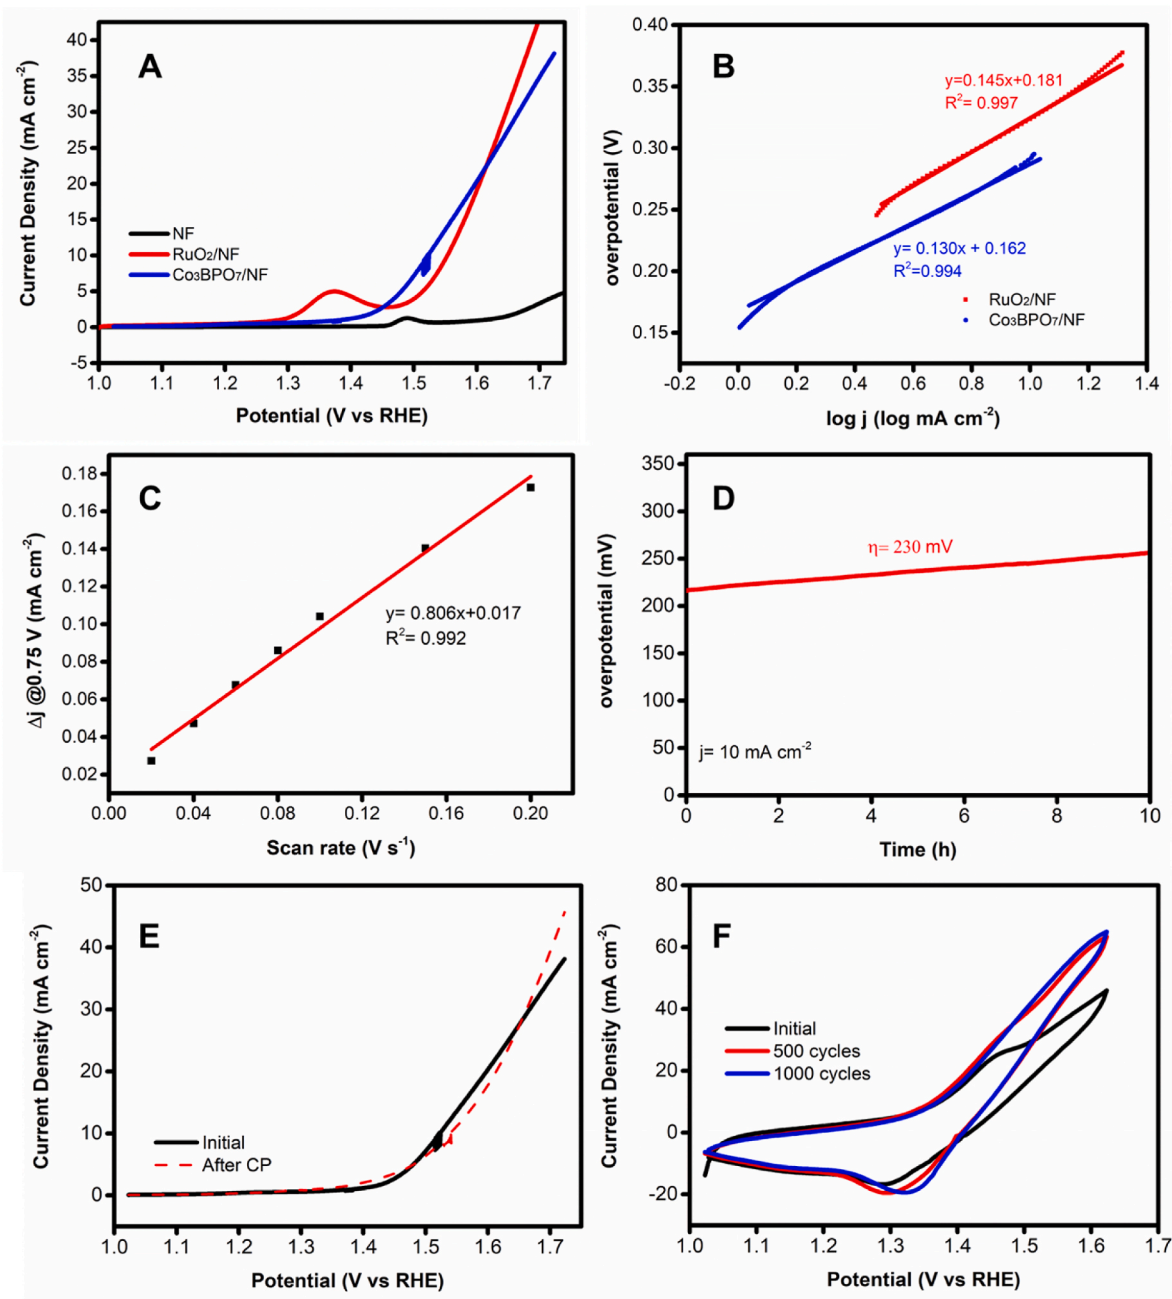 A
Current Density (mA cm-2)
40
35
30
25
20
15
10
5
0
-5
NF
RuO2/NF
Co3BPO7/NF
1.0 1.1 1.2 1.3 1.4 1.5 1.6 1.7
Potential (V vs RHE)
B
overpotential (V)
0.40
0.35
0.30
0.25
0.20
0.15
y=0.145x+0.181
R2= 0.997
y= 0.130x + 0.162
R2=0.994
RuO2/NF
Co3BPO7/NF
-0.2 0.0 0.2 0.4 0.6 0.8 1.0 1.2 1.4
log j (log mA cm-2)
C
Δj @0.75 V (mA cm-2)
0.18
0.16
0.14
0.12
0.10
0.08
0.06
0.04
0.02
y= 0.806x+0.017
R2= 0.992
0.00 0.04 0.08 0.12 0.16 0.20
Scan rate (V s-1)
D
overpotential (mV)
350
300
250
200
150
100
50
0
η= 230 mV
j= 10 mA cm-2
0 2 4 6 8 10
Time (h)
E
Current Density (mA cm-2)
50
40
30
20
10
0
Initial
After CP
1.0 1.1 1.2 1.3 1.4 1.5 1.6 1.7
Potential (V vs RHE)
F
Current Density (mA cm-2)
80
60
40
20
0
-20
Initial
500 cycles
1000 cycles
1.0 1.1 1.2 1.3 1.4 1.5 1.6 1.7
Potential (V vs RHE)